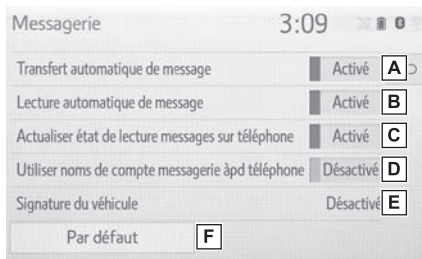 Messagerie 3:09
Transfert automatique de message Activé A
Lecture automatique de message Activé B
Actualiser état de lecture messages sur téléphone Activé C
Utiliser noms de compte messagerie àpd téléphone Désactivé D
Signature du véhicule Désactivé E
Par défaut F